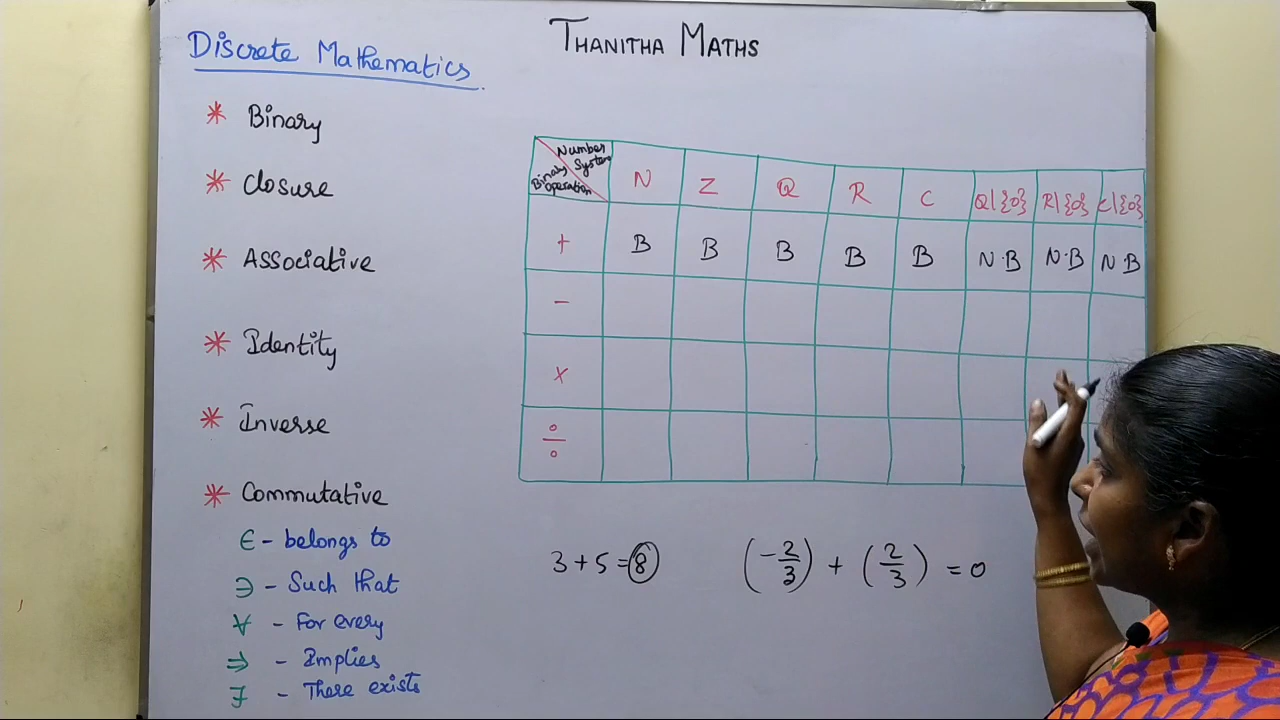 THANITHA MATHS
Discrete Mathematics
* Binary
* Closure
* Associative
* Identity
* Inverse
* Commutative
∈ - belongs to
∋ - Such that
∀ - For every
⇒ - Implies
∃ - There exists
Number System
Binary Operation
N Z Q R C Q|{0} R|{0} C|{0}
+ B B B B B N·B N·B N·B
-
×
÷
3 + 5 = 8
(-2/3) + (2/3) = 0